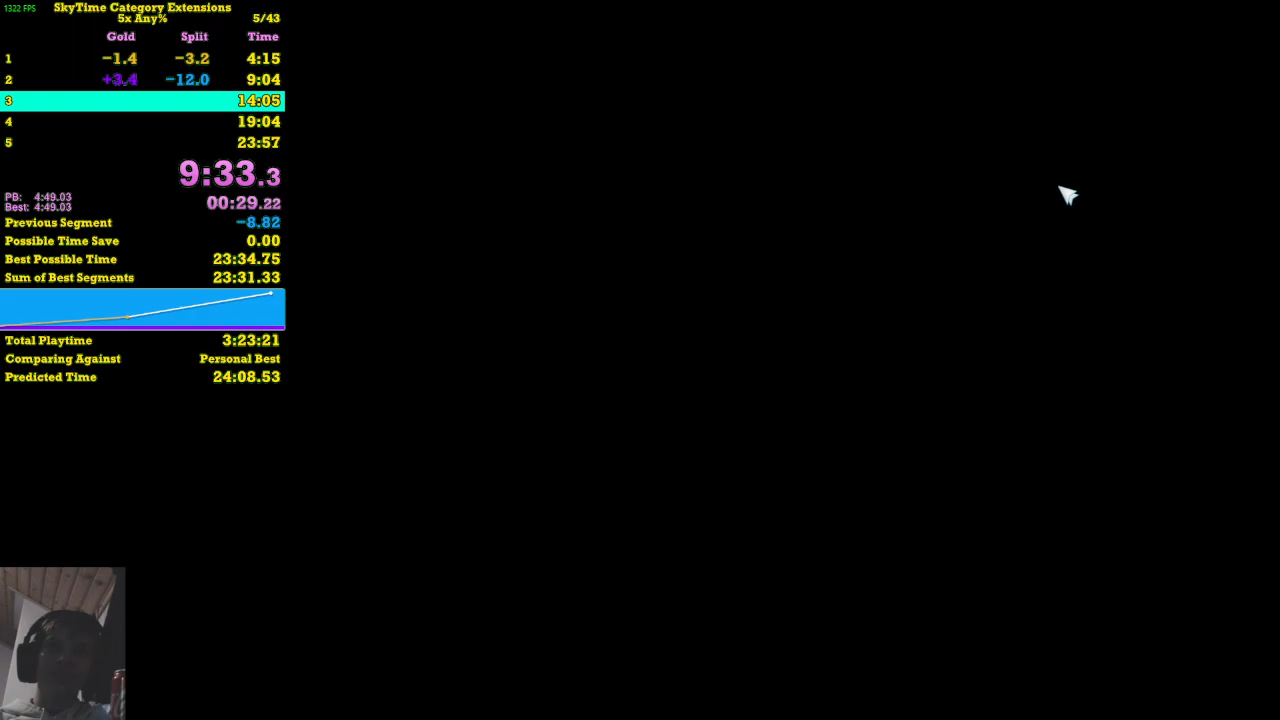 1322 FPS
SkyTime Category Extensions
5x Any%
5/43
Gold Split Time
1 −1.4 −3.2 4:15
2 +3.4 −12.0 9:04
3 14:05
4 19:04
5 23:57
9:33.3
PB: 4:49.03
Best: 4:49.03
00:29.22
Previous Segment −8.82
Possible Time Save 0.00
Best Possible Time 23:34.75
Sum of Best Segments 23:31.33
Total Playtime 3:23:21
Comparing Against Personal Best
Predicted Time 24:08.53